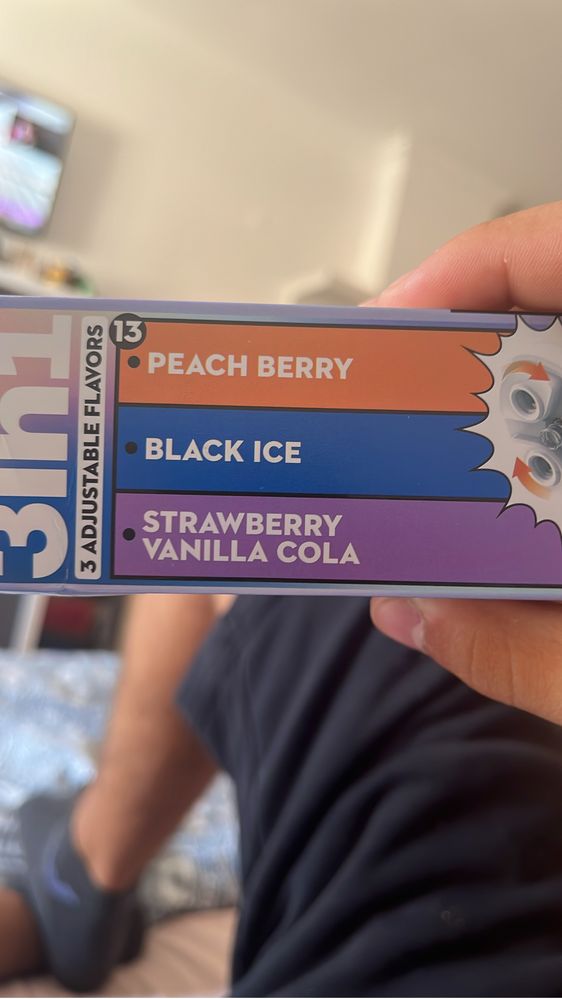 3in1
3 ADJUSTABLE FLAVORS
13
• PEACH BERRY
• BLACK ICE
• STRAWBERRY
VANILLA COLA